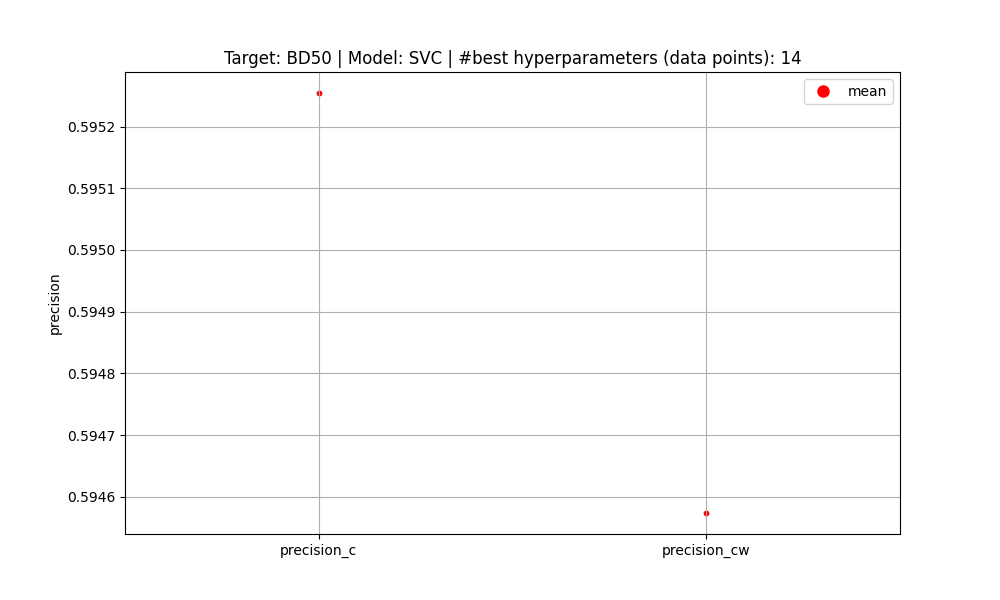 Target: BD50 | Model: SVC | #best hyperparameters (data points): 14
mean
precision
0.5952
0.5951
0.5950
0.5949
0.5948
0.5947
0.5946
precision_c
precision_cw